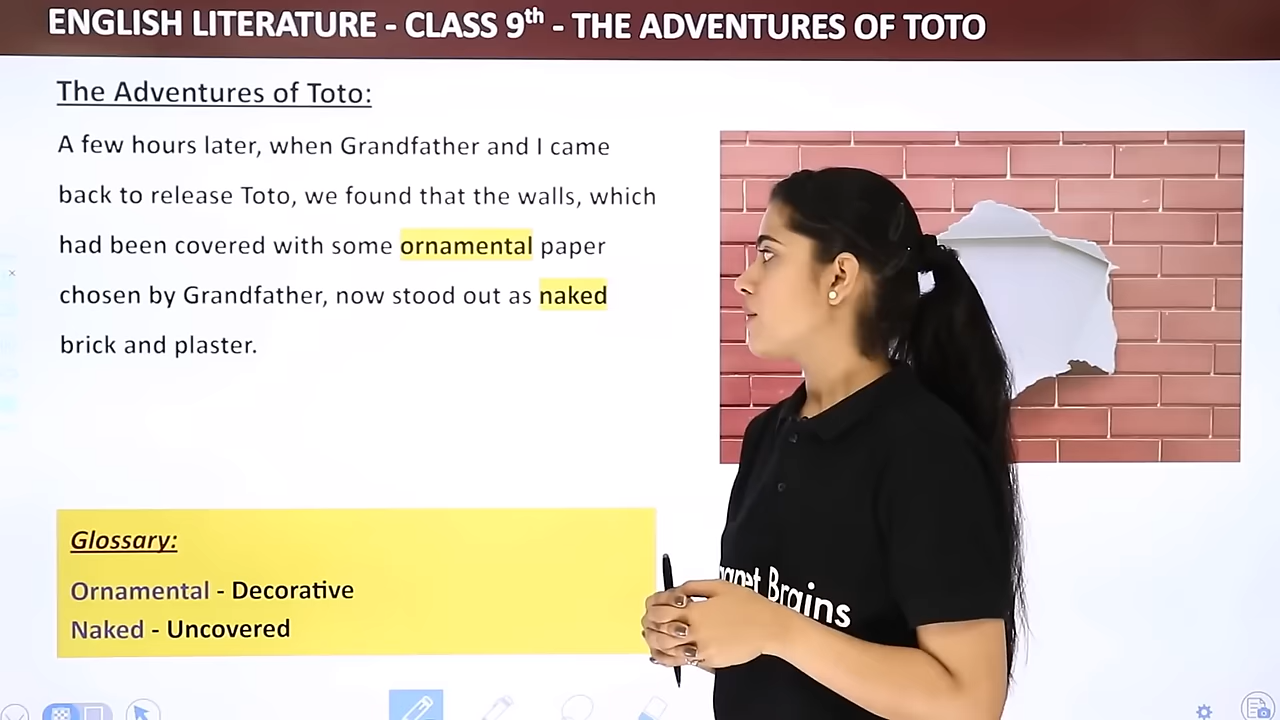 ENGLISH LITERATURE - CLASS 9th - THE ADVENTURES OF TOTO
The Adventures of Toto:
A few hours later, when Grandfather and I came
back to release Toto, we found that the walls, which
had been covered with some ornamental paper
chosen by Grandfather, now stood out as naked
brick and plaster.
Glossary:
Ornamental - Decorative
Naked - Uncovered
Brains